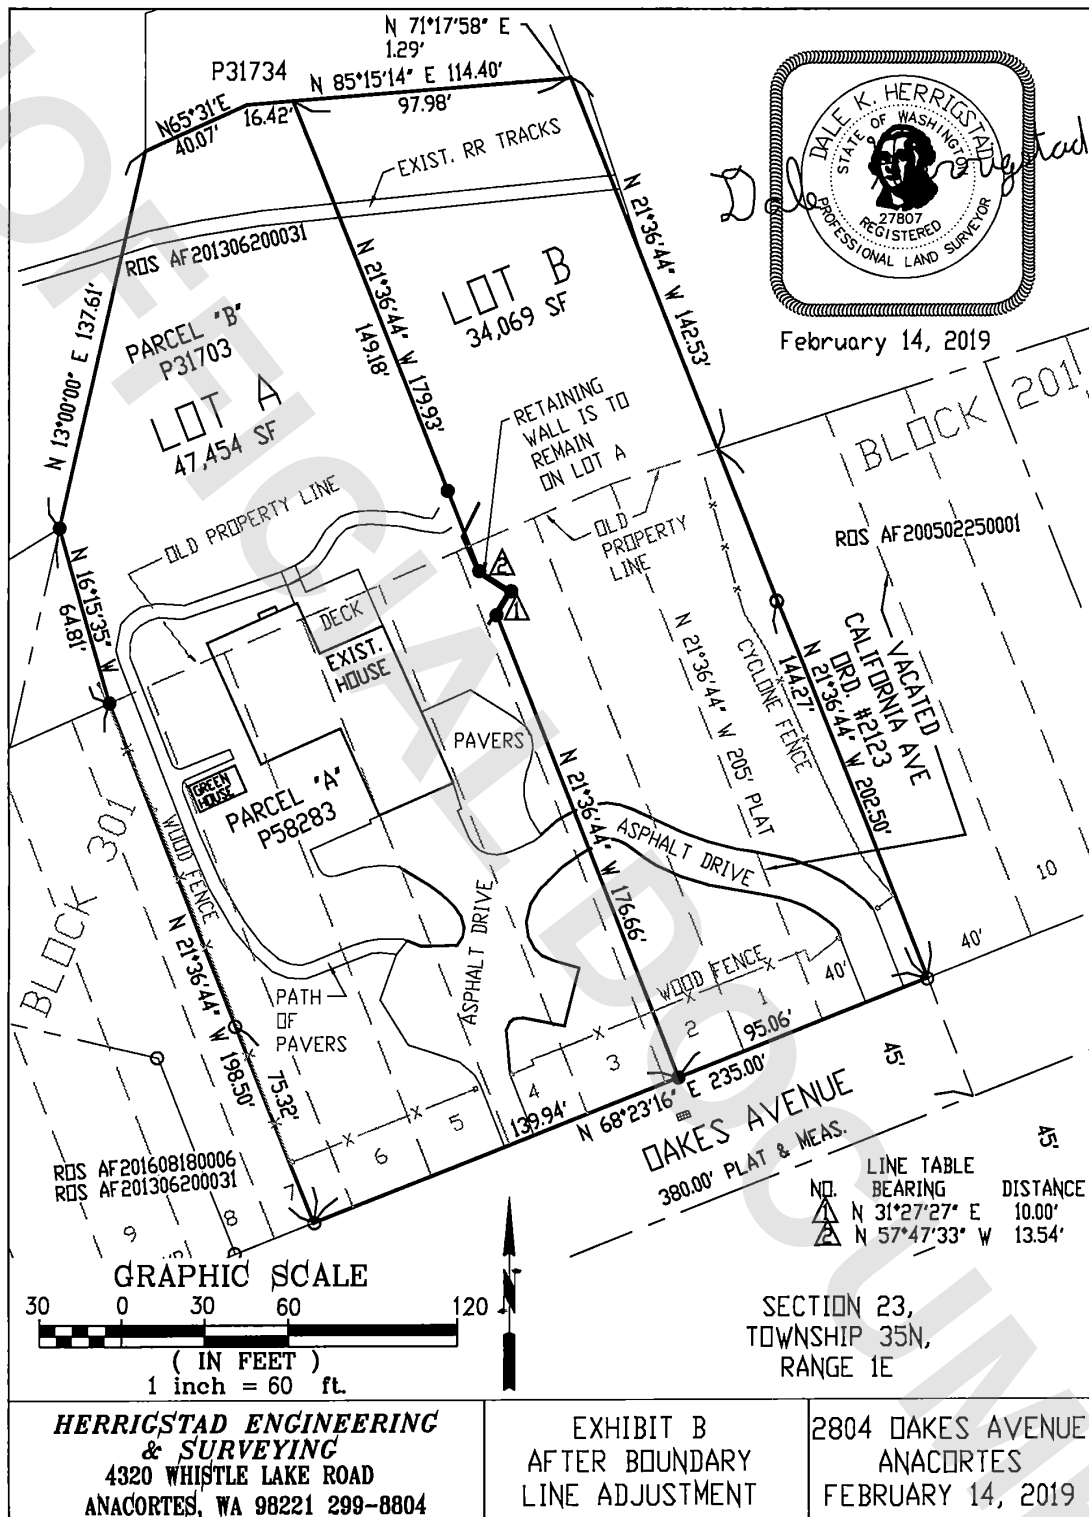 N 71°17'58" E
1.29'
P31734
N 85°15'14" E 114.40'
97.98'
N65°31'E
40.07'
16.42'
EXIST. RR TRACKS
DALE K. HERRIGSTAD
STATE OF WASHINGTON
27807
REGISTERED
PROFESSIONAL LAND SURVEYOR
Dale Herrigstad
February 14, 2019
ROS AF201306200031
N 13°00'00" E 137.61'
PARCEL "B"
P31703
LOT A
47,454 SF
N 21°36'44" W 179.93'
149.18'
LOT B
34,069 SF
N 21°36'44" W 142.53'
RETAINING
WALL IS TO
REMAIN
ON LOT A
BLOCK 201
OLD PROPERTY LINE
OLD
PROPERTY
LINE
ROS AF200502250001
N 16°15'35" W
64.81'
DECK
EXIST.
HOUSE
2
1
N 21°36'44" W 205' PLAT
CYCLONE FENCE
VACATED
CALIFORNIA AVE
ORD. #2123
N 21°36'44" W 202.50'
144.27'
PAVERS
GREEN
HOUSE
PARCEL "A"
P58283
BLOCK 301
WOOD FENCE
N 21°36'44" W 176.66'
ASPHALT DRIVE
ASPHALT DRIVE
10
N 21°36'44" W 198.50'
75.32'
PATH
OF
PAVERS
WOOD FENCE
40'
40'
1
2
3
4
5
6
7
8
9
95.06'
139.94'
N 68°23'16" E 235.00'
45'
45'
OAKES AVENUE
380.00' PLAT & MEAS.
ROS AF201608180006
ROS AF201306200031
LINE TABLE
NO. BEARING DISTANCE
1 N 31°27'27" E 10.00'
2 N 57°47'33" W 13.54'
GRAPHIC SCALE
30 0 30 60 120
( IN FEET )
1 inch = 60 ft.
N
SECTION 23,
TOWNSHIP 35N,
RANGE 1E
HERRIGSTAD ENGINEERING
& SURVEYING
4320 WHISTLE LAKE ROAD
ANACORTES, WA 98221 299-8804
EXHIBIT B
AFTER BOUNDARY
LINE ADJUSTMENT
2804 OAKES AVENUE
ANACORTES
FEBRUARY 14, 2019
OFFICIAL DOCUM